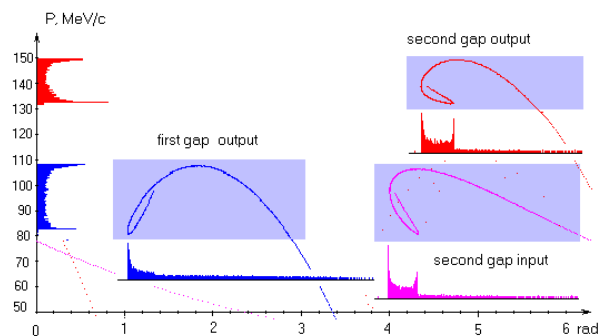 P, MeV/c
second gap output
150
140
130
120
first gap output
110
100
90
80
second gap input
70
60
50
0 1 2 3 4 5 6 rad